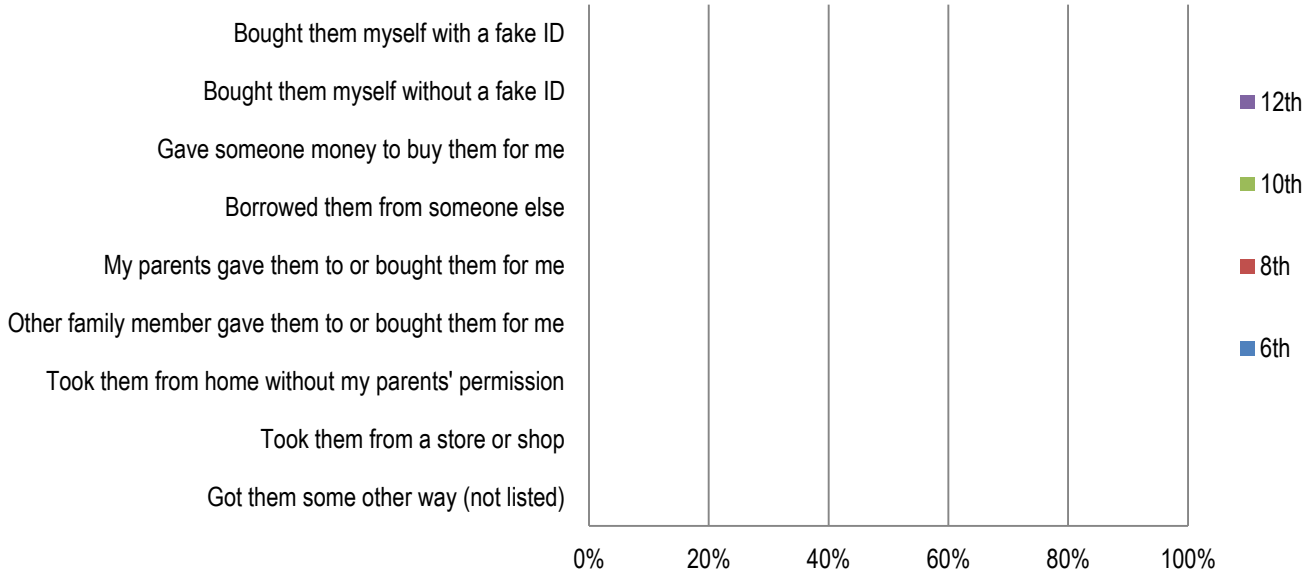 Bought them myself with a fake ID
Bought them myself without a fake ID
Gave someone money to buy them for me
Borrowed them from someone else
My parents gave them to or bought them for me
Other family member gave them to or bought them for me
Took them from home without my parents' permission
Took them from a store or shop
Got them some other way (not listed)
0% 20% 40% 60% 80% 100%
12th
10th
8th
6th